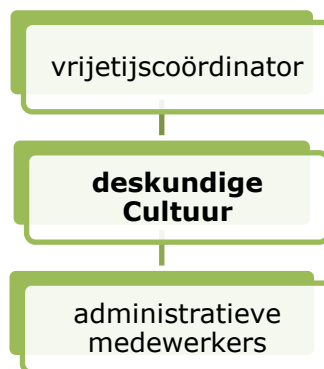 vrijetijscoördinator
deskundige
Cultuur
administratieve
medewerkers